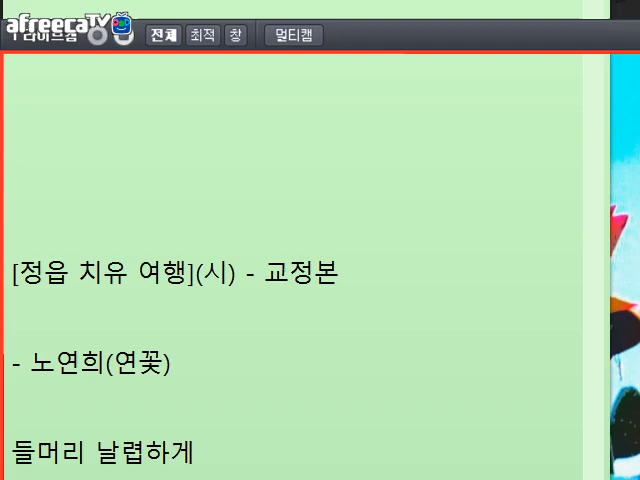 afreecaTV
전체 최적 창 멀티캠
[정읍 치유 여행](시) - 교정본
- 노연희(연꽃)
들머리 날렵하게